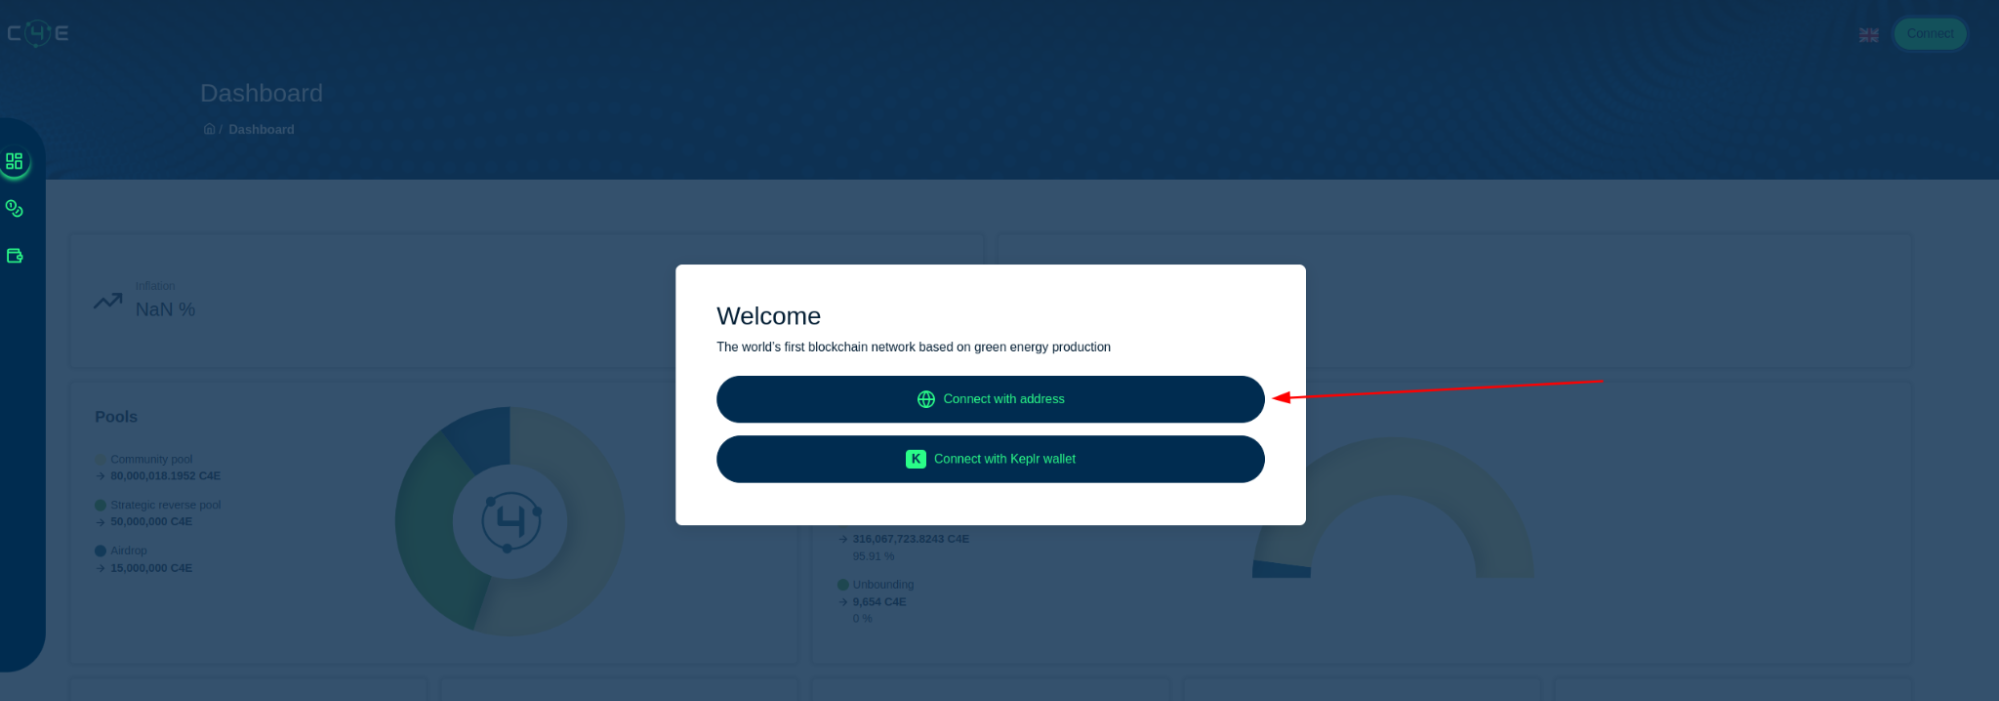 C4E
Connect
Dashboard
/ Dashboard
Inflation
NaN %
Welcome
The world's first blockchain network based on green energy production
Connect with address
K Connect with Keplr wallet
Pools
Community pool
→ 80,000,018.1952 C4E
Strategic reverse pool
→ 50,000,000 C4E
Airdrop
→ 15,000,000 C4E
4
→ 316,067,723.8243 C4E
95.91 %
Unbounding
→ 9,654 C4E
0 %